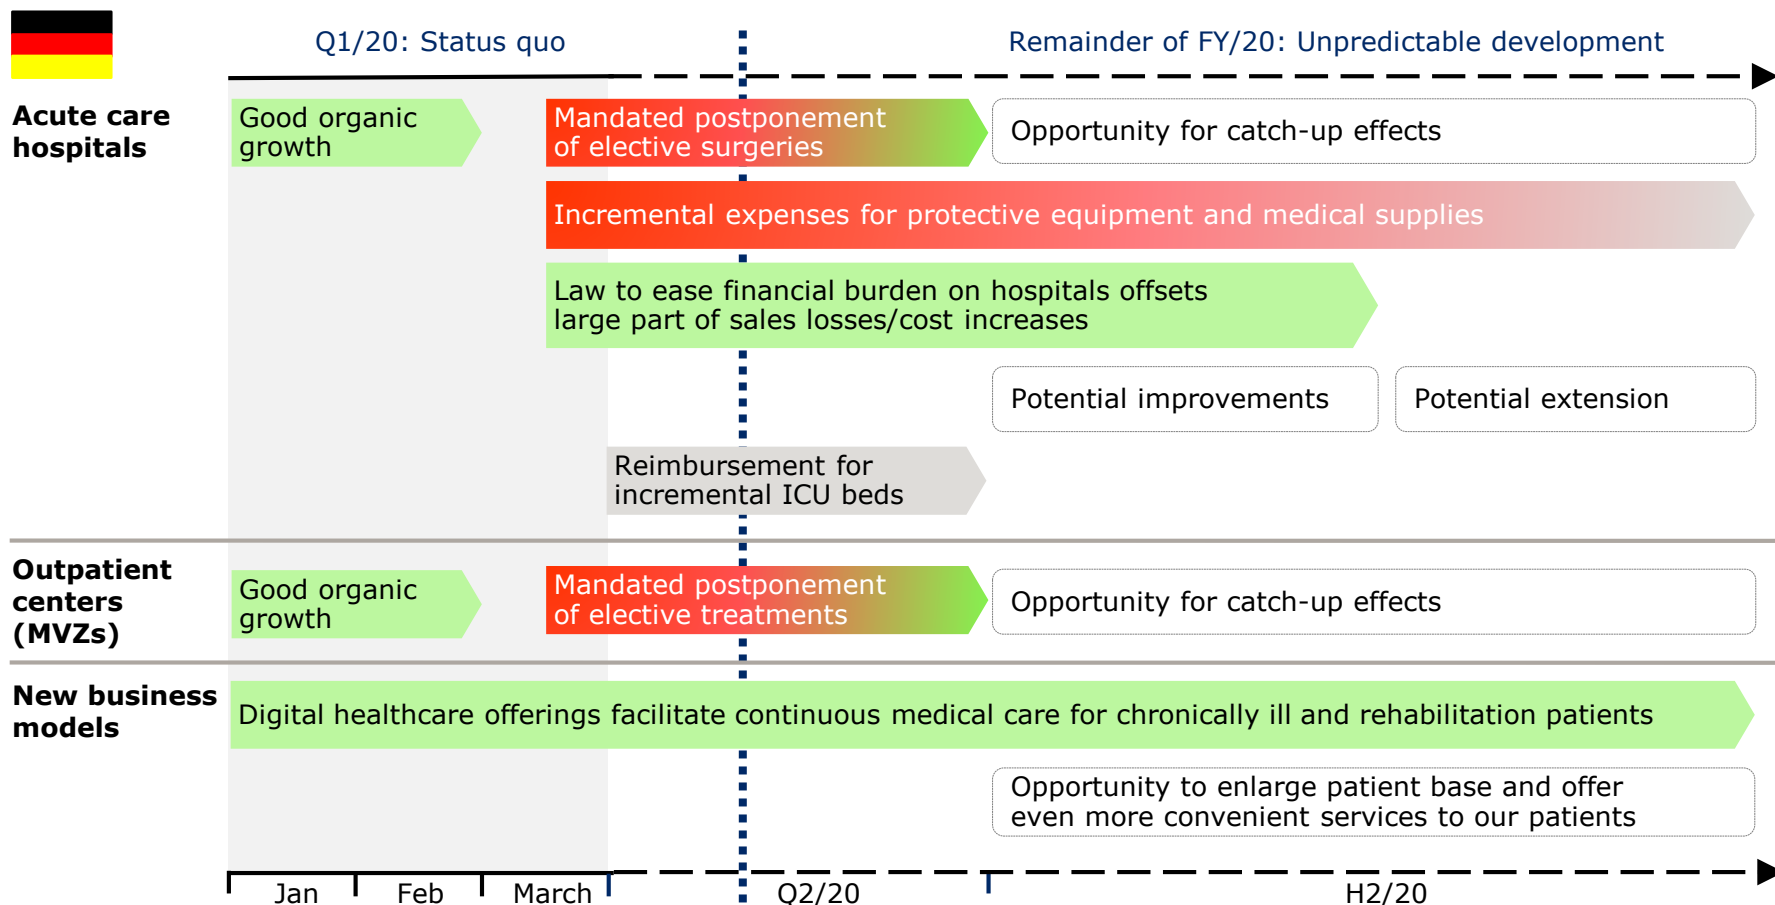 Q1/20: Status quo
Remainder of FY/20: Unpredictable development
Acute care
hospitals
Good organic
growth
Mandated postponement
of elective surgeries
Opportunity for catch-up effects
Incremental expenses for protective equipment and medical supplies
Law to ease financial burden on hospitals offsets
large part of sales losses/cost increases
Potential improvements
Potential extension
Reimbursement for
incremental ICU beds
Outpatient
centers
(MVZs)
Good organic
growth
Mandated postponement
of elective treatments
Opportunity for catch-up effects
New business
models
Digital healthcare offerings facilitate continuous medical care for chronically ill and rehabilitation patients
Opportunity to enlarge patient base and offer
even more convenient services to our patients
Jan
Feb
March
Q2/20
H2/20